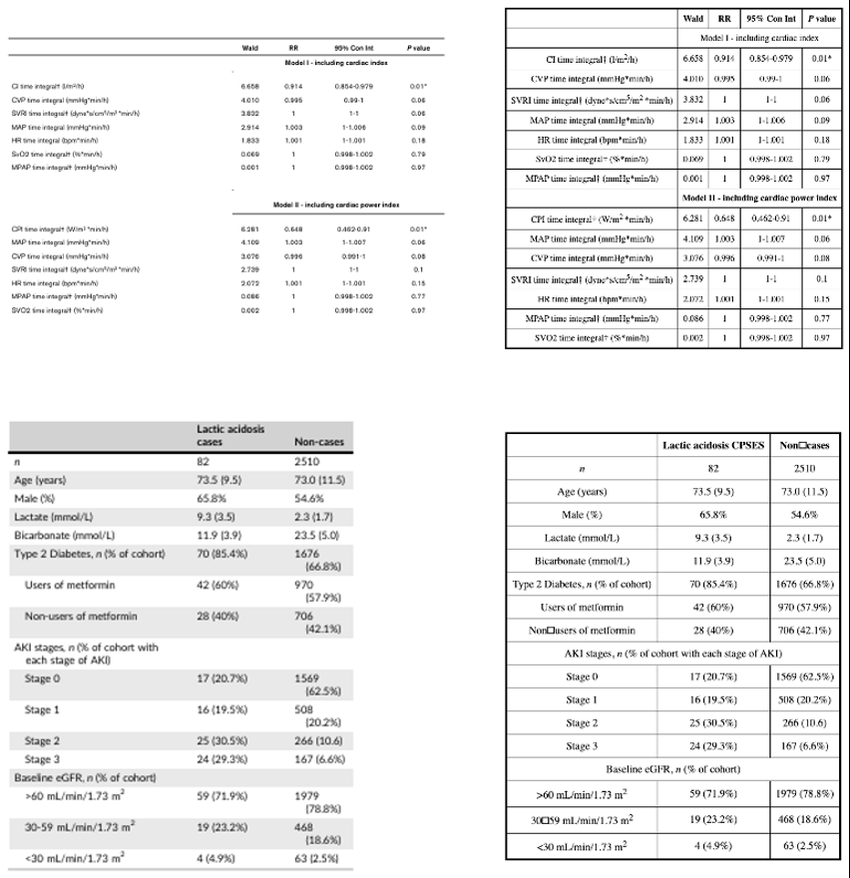 Wald RR 95% Con Int P value
Model I - including cardiac index
CI time integral† (l/m²/h) 6.658 0.914 0.854-0.979 0.01*
CVP time integral (mmHg*min/h) 4.010 0.995 0.99-1 0.06
SVRI time integral† (dyne*s/cm⁵/m² *min/h) 3.832 1 1-1 0.06
MAP time integral (mmHg*min/h) 2.914 1.003 1-1.006 0.09
HR time integral (bpm*min/h) 1.833 1.001 1-1.001 0.18
SvO2 time integral† (%*min/h) 0.069 1 0.998-1.002 0.79
MPAP time integral† (mmHg*min/h) 0.001 1 0.998-1.002 0.97
Model II - including cardiac power index
CPI time integral† (W/m² *min/h) 6.281 0.648 0.462-0.91 0.01*
MAP time integral (mmHg*min/h) 4.109 1.003 1-1.007 0.06
CVP time integral (mmHg*min/h) 3.076 0.996 0.991-1 0.08
SVRI time integral† (dyne*s/cm⁵/m² *min/h) 2.739 1 1-1 0.1
HR time integral (bpm*min/h) 2.072 1.001 1-1.001 0.15
MPAP time integral† (mmHg*min/h) 0.086 1 0.998-1.002 0.77
SVO2 time integral† (%*min/h) 0.002 1 0.998-1.002 0.97
Wald RR 95% Con Int P value
Model I - including cardiac index
CI time integral† (l/m²/h) 6.658 0.914 0.854-0.979 0.01*
CVP time integral (mmHg*min/h) 4.010 0.995 0.99-1 0.06
SVRI time integral† (dyne*s/cm⁵/m² *min/h) 3.832 1 1-1 0.06
MAP time integral (mmHg*min/h) 2.914 1.003 1-1.006 0.09
HR time integral (bpm*min/h) 1.833 1.001 1-1.001 0.18
SvO2 time integral† (%*min/h) 0.069 1 0.998-1.002 0.79
MPAP time integral† (mmHg*min/h) 0.001 1 0.998-1.002 0.97
Model II - including cardiac power index
CPI time integral† (W/m² *min/h) 6.281 0.648 0.462-0.91 0.01*
MAP time integral (mmHg*min/h) 4.109 1.003 1-1.007 0.06
CVP time integral (mmHg*min/h) 3.076 0.996 0.991-1 0.08
SVRI time integral† (dyne*s/cm⁵/m² *min/h) 2.739 1 1-1 0.1
HR time integral (bpm*min/h) 2.072 1.001 1-1.001 0.15
MPAP time integral† (mmHg*min/h) 0.086 1 0.998-1.002 0.77
SVO2 time integral† (%*min/h) 0.002 1 0.998-1.002 0.97
Lactic acidosis
cases Non-cases
n 82 2510
Age (years) 73.5 (9.5) 73.0 (11.5)
Male (%) 65.8% 54.6%
Lactate (mmol/L) 9.3 (3.5) 2.3 (1.7)
Bicarbonate (mmol/L) 11.9 (3.9) 23.5 (5.0)
Type 2 Diabetes, n (% of cohort) 70 (85.4%) 1676
(66.8%)
Users of metformin 42 (60%) 970
(57.9%)
Non-users of metformin 28 (40%) 706
(42.1%)
AKI stages, n (% of cohort with
each stage of AKI)
Stage 0 17 (20.7%) 1569
(62.5%)
Stage 1 16 (19.5%) 508
(20.2%)
Stage 2 25 (30.5%) 266 (10.6)
Stage 3 24 (29.3%) 167 (6.6%)
Baseline eGFR, n (% of cohort)
>60 mL/min/1.73 m² 59 (71.9%) 1979
(78.8%)
30-59 mL/min/1.73 m² 19 (23.2%) 468
(18.6%)
<30 mL/min/1.73 m² 4 (4.9%) 63 (2.5%)
Lactic acidosis CPSES Non□cases
n 82 2510
Age (years) 73.5 (9.5) 73.0 (11.5)
Male (%) 65.8% 54.6%
Lactate (mmol/L) 9.3 (3.5) 2.3 (1.7)
Bicarbonate (mmol/L) 11.9 (3.9) 23.5 (5.0)
Type 2 Diabetes, n (% of cohort) 70 (85.4%) 1676 (66.8%)
Users of metformin 42 (60%) 970 (57.9%)
Non□users of metformin 28 (40%) 706 (42.1%)
AKI stages, n (% of cohort with each stage of AKI)
Stage 0 17 (20.7%) 1569 (62.5%)
Stage 1 16 (19.5%) 508 (20.2%)
Stage 2 25 (30.5%) 266 (10.6)
Stage 3 24 (29.3%) 167 (6.6%)
Baseline eGFR, n (% of cohort)
>60 mL/min/1.73 m² 59 (71.9%) 1979 (78.8%)
30□59 mL/min/1.73 m² 19 (23.2%) 468 (18.6%)
<30 mL/min/1.73 m² 4 (4.9%) 63 (2.5%)